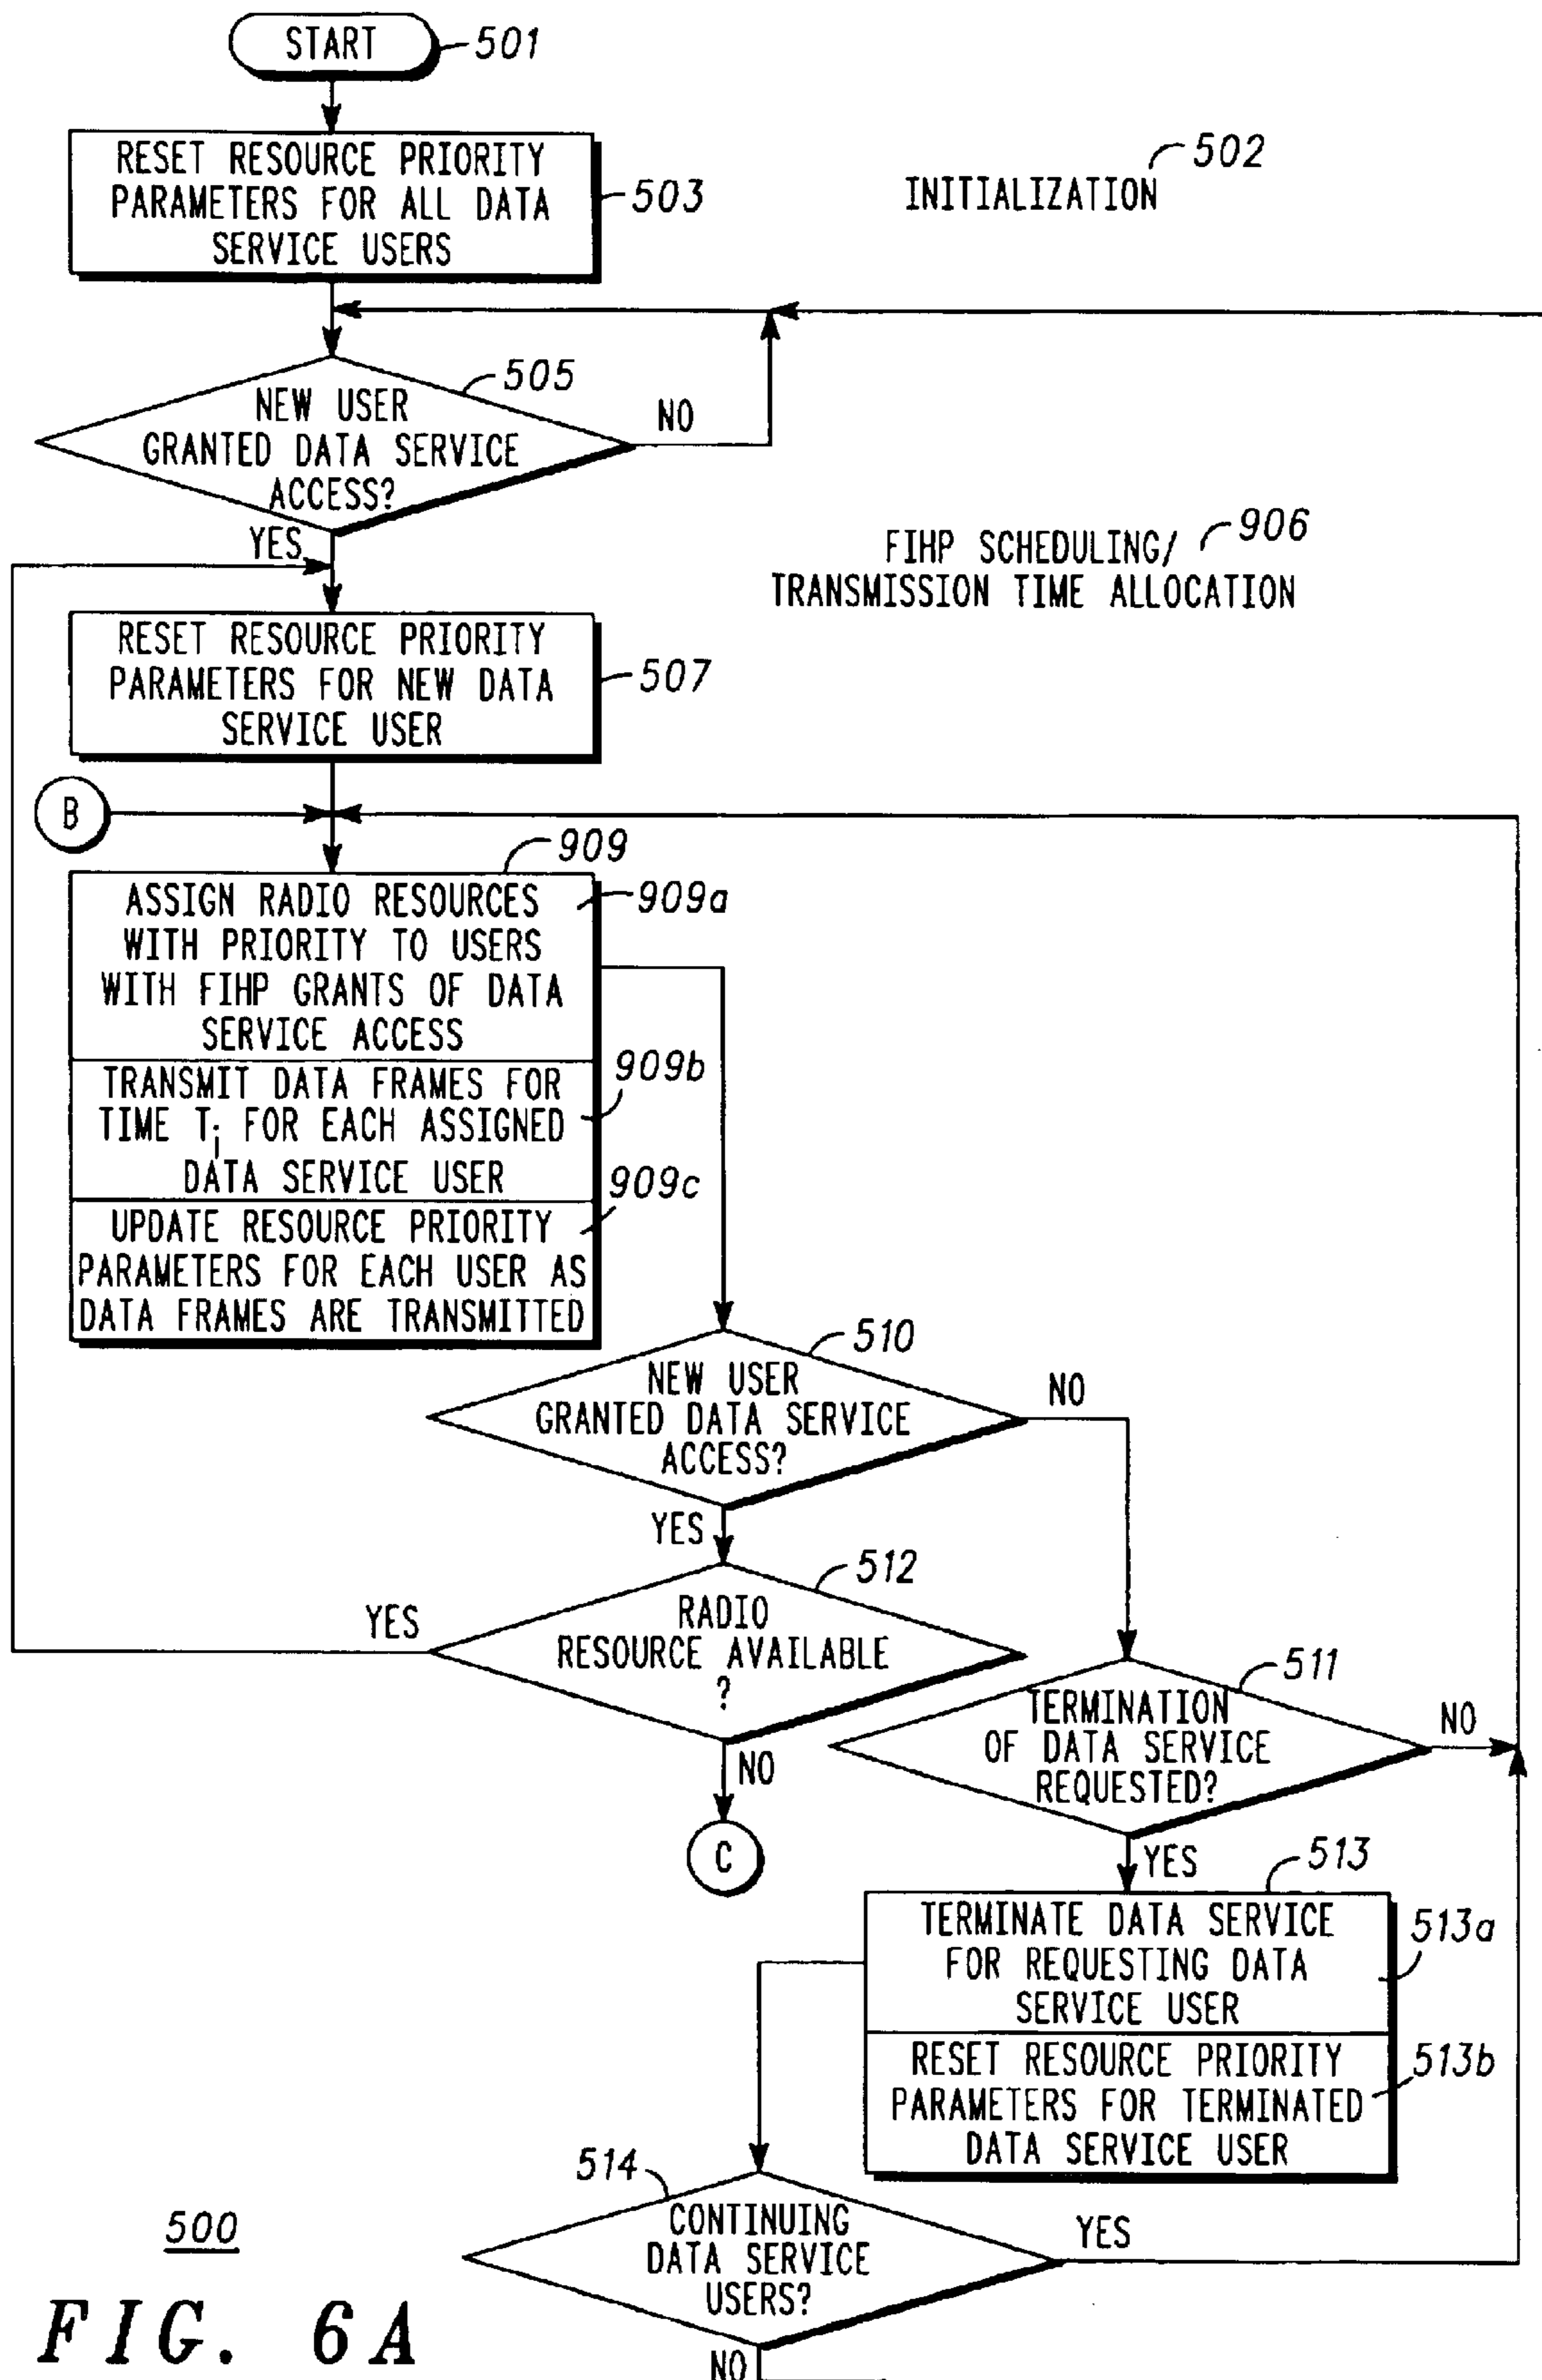 START
501
RESET RESOURCE PRIORITY
PARAMETERS FOR ALL DATA
SERVICE USERS
503
502
INITIALIZATION
505
NEW USER
GRANTED DATA SERVICE
ACCESS?
NO
YES
906
FIHP SCHEDULING/
TRANSMISSION TIME ALLOCATION
RESET RESOURCE PRIORITY
PARAMETERS FOR NEW DATA
SERVICE USER
507
B
909
ASSIGN RADIO RESOURCES
WITH PRIORITY TO USERS
WITH FIHP GRANTS OF DATA
SERVICE ACCESS
909a
TRANSMIT DATA FRAMES FOR
TIME Tj FOR EACH ASSIGNED
DATA SERVICE USER
909b
UPDATE RESOURCE PRIORITY
PARAMETERS FOR EACH USER AS
DATA FRAMES ARE TRANSMITTED
909c
510
NEW USER
GRANTED DATA SERVICE
ACCESS?
NO
YES
512
RADIO
RESOURCE AVAILABLE
?
YES
NO
C
511
TERMINATION
OF DATA SERVICE
REQUESTED?
NO
YES
513
TERMINATE DATA SERVICE
FOR REQUESTING DATA
SERVICE USER
513a
RESET RESOURCE PRIORITY
PARAMETERS FOR TERMINATED
DATA SERVICE USER
513b
514
CONTINUING
DATA SERVICE
USERS?
YES
NO
500
FIG. 6A